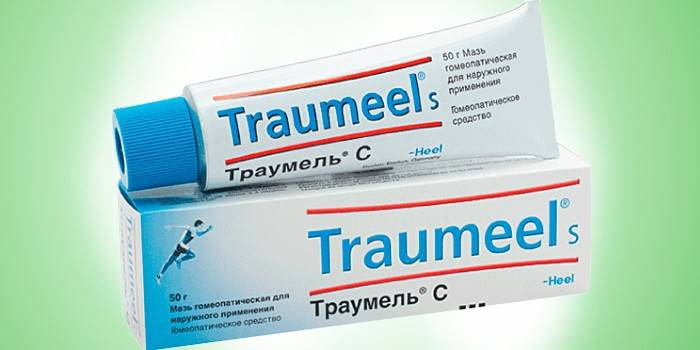 Traumeel® S
Траумель® С
-Heel
50 г Мазь
гомеопатическая
для наружного
применения
Гомеопатическое
средство
Traumeel® S
Траумель® С
-Heel
50 г
Мазь гомеопатическая для
наружного применения
Гомеопатическое средство